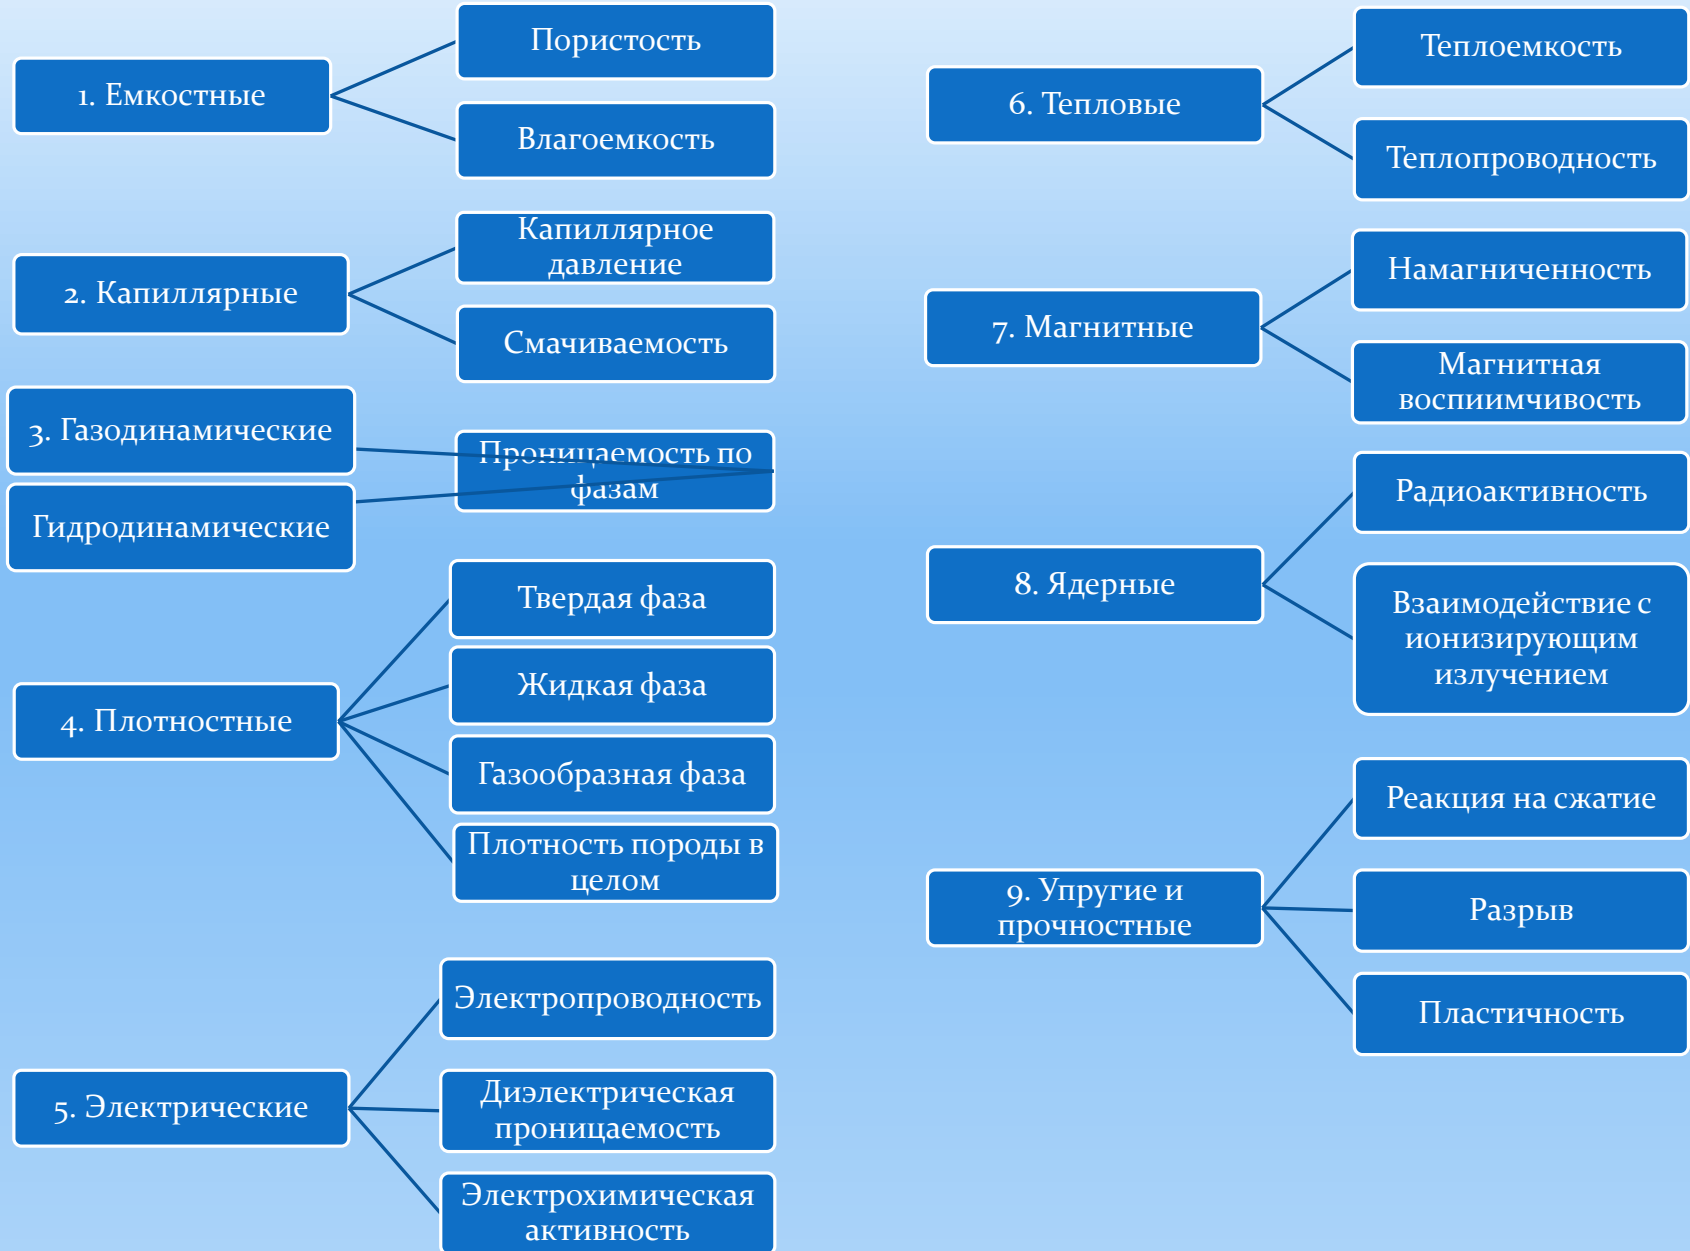 1. Емкостные
Пористость
Влагоемкость
2. Капиллярные
Капиллярное
давление
Смачиваемость
3. Газодинамические
Гидродинамические
Проницаемость по
фазам
4. Плотностные
Твердая фаза
Жидкая фаза
Газообразная фаза
Плотность породы в
целом
5. Электрические
Электропроводность
Диэлектрическая
проницаемость
Электрохимическая
активность
6. Тепловые
Теплоемкость
Теплопроводность
7. Магнитные
Намагниченность
Магнитная
воспиимчивость
8. Ядерные
Радиоактивность
Взаимодействие с
ионизирующим
излучением
9. Упругие и
прочностные
Реакция на сжатие
Разрыв
Пластичность